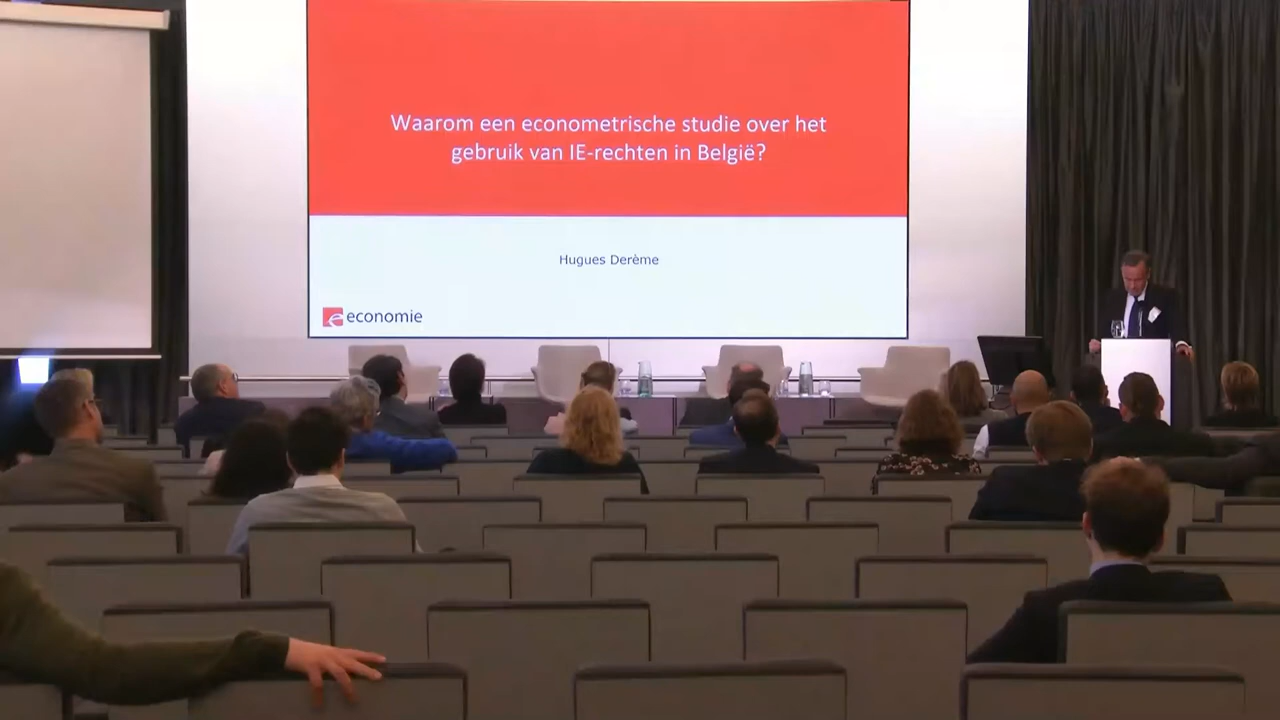 Waarom een econometrische studie over het
gebruik van IE-rechten in België?
Hugues Derème
economie